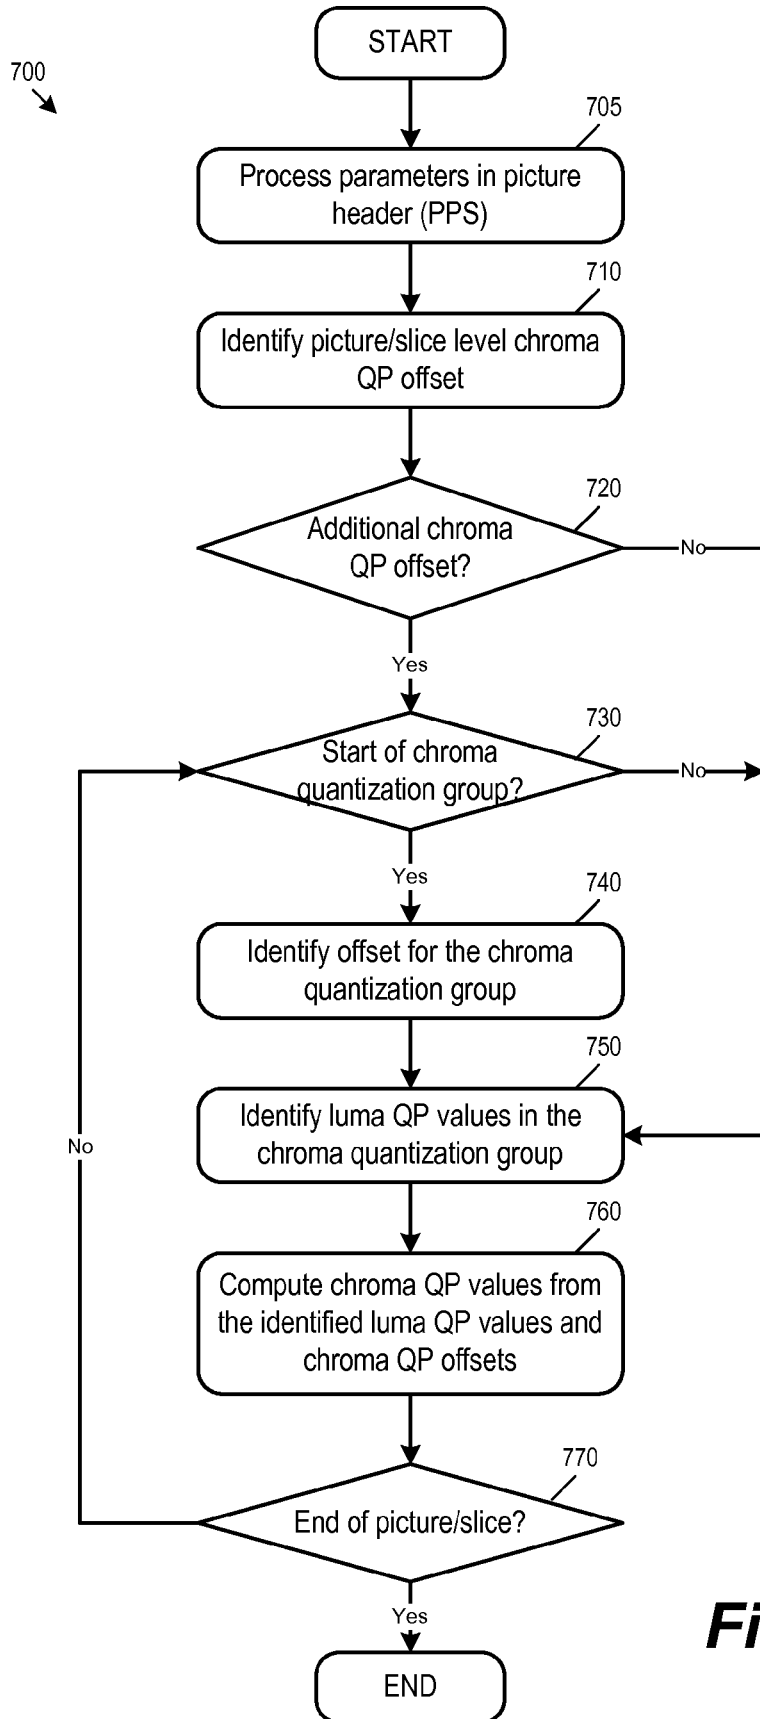 START
700
705
Process parameters in picture
header (PPS)
710
Identify picture/slice level chroma
QP offset
720
Additional chroma
QP offset?
No
Yes
730
Start of chroma
quantization group?
No
Yes
740
Identify offset for the chroma
quantization group
750
Identify luma QP values in the
chroma quantization group
No
760
Compute chroma QP values from
the identified luma QP values and
chroma QP offsets
770
End of picture/slice?
Yes
END